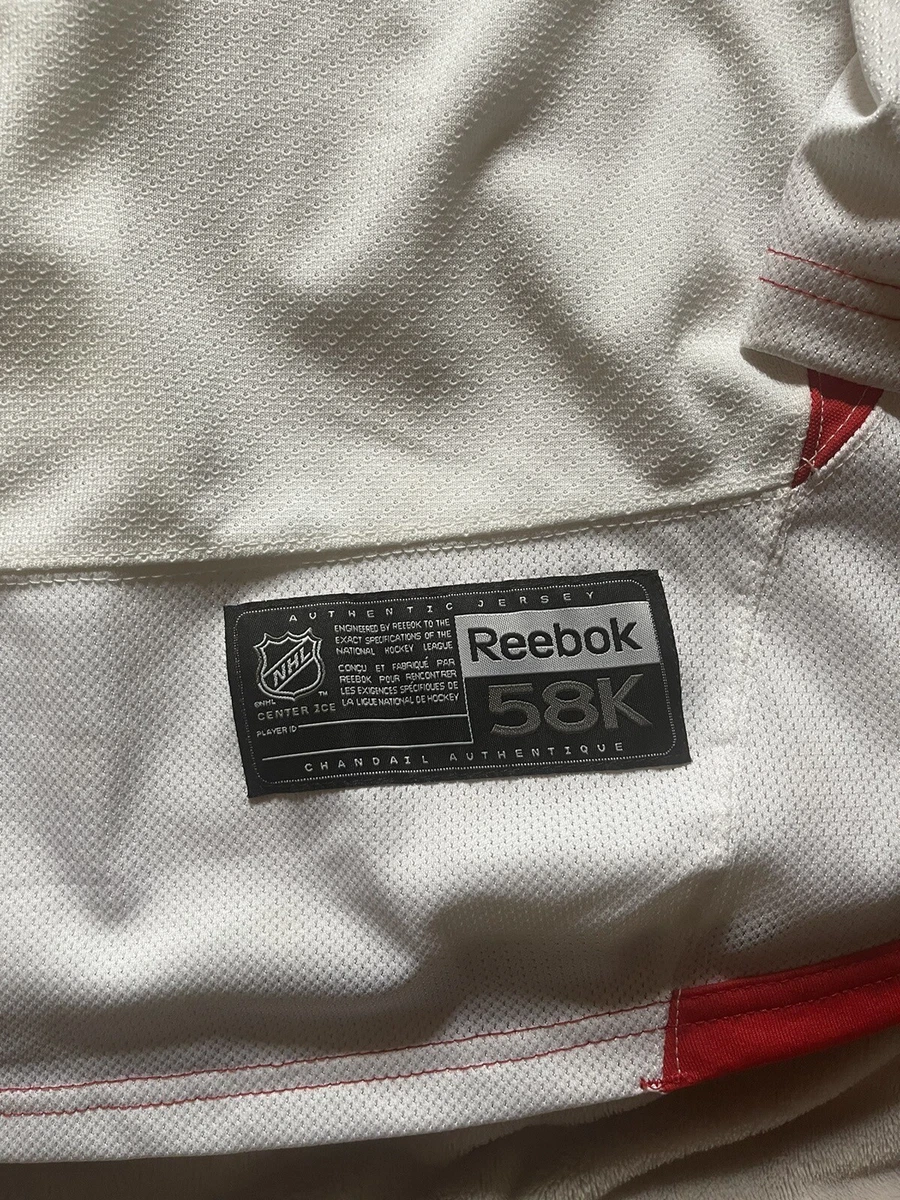 AUTHENTIC JERSEY
NHL
™
©NHL
CENTER ICE
ENGINEERED BY REEBOK TO THE
EXACT SPECIFICATIONS OF THE
NATIONAL HOCKEY LEAGUE
CONÇU ET FABRIQUÉ PAR
REEBOK POUR RENCONTRER
LES EXIGENCES SPÉCIFIQUES DE
LA LIGUE NATIONAL DE HOCKEY
PLAYER ID
Reebok
58K
CHANDAIL AUTHENTIQUE